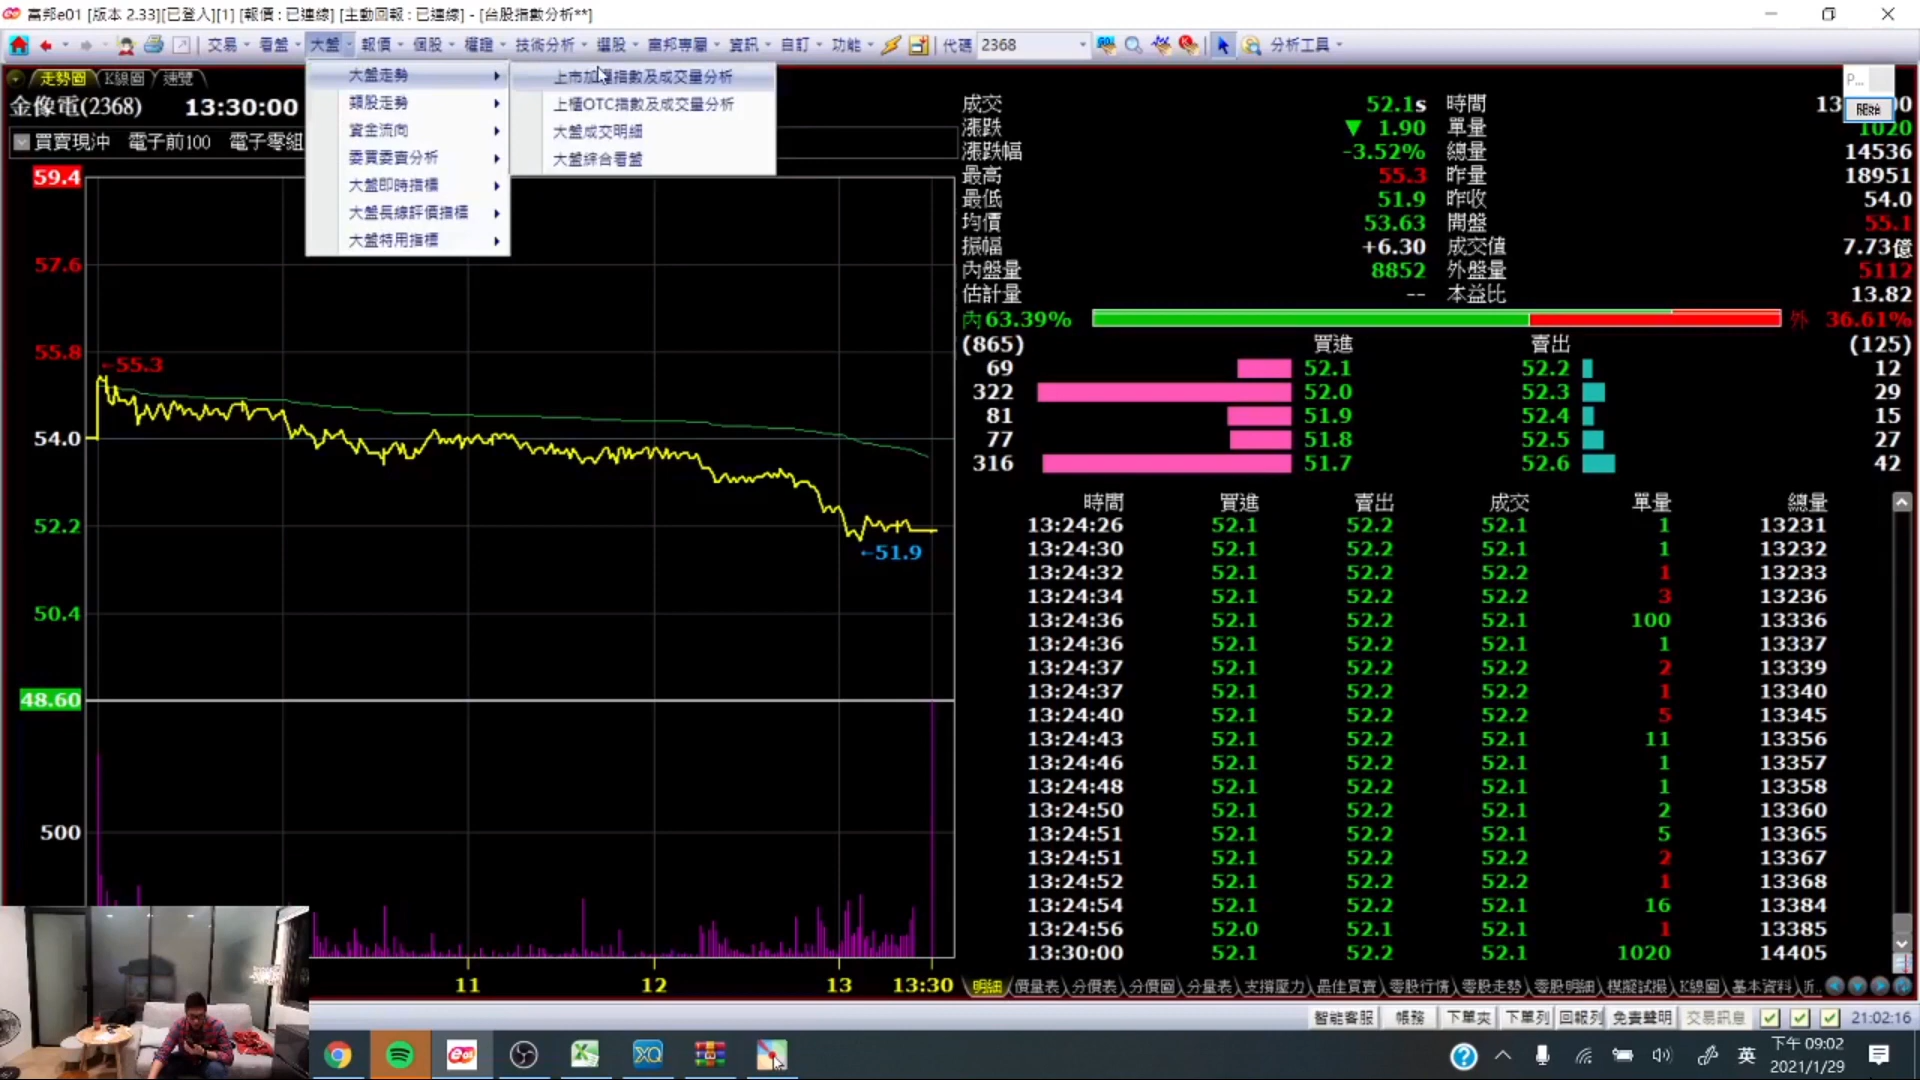 富邦e01 [版本 2.33][已登入][1] [報價 : 已連線] [主動回報 : 已連線] - [台股指數分析**]
交易 看盤 大盤 報價 個股 權證 技術分析 選股 富邦專屬 資訊 自訂 功能 代碼 2368 分析工具
走勢圖 K線圖 速覽
金像電(2368) 13:30:00
買賣現沖 電子前100 電子零組
大盤走勢
類股走勢
資金流向
委買委賣分析
大盤即時指標
大盤長線評價指標
大盤特用指標
上市加權指數及成交量分析
上櫃OTC指數及成交量分析
大盤成交明細
大盤綜合看盤
59.4
57.6
55.8
54.0
52.2
50.4
48.60
500
←55.3
←51.9
11 12 13 13:30
P...
開始
成交 52.1s 時間
漲跌 ▼ 1.90 單量 1020
漲跌幅 -3.52% 總量 14536
最高 55.3 昨量 18951
最低 51.9 昨收 54.0
均價 53.63 開盤 55.1
振幅 +6.30 成交值 7.73億
內盤量 8852 外盤量 5112
估計量 -- 本益比 13.82
內63.39% 外 36.61%
(865) 買進 賣出 (125)
69 52.1 52.2 12
322 52.0 52.3 29
81 51.9 52.4 15
77 51.8 52.5 27
316 51.7 52.6 42
時間 買進 賣出 成交 單量 總量
13:24:26 52.1 52.2 52.1 1 13231
13:24:30 52.1 52.2 52.1 1 13232
13:24:32 52.1 52.2 52.1 1 13233
13:24:34 52.1 52.2 52.1 3 13236
13:24:36 52.1 52.2 52.1 100 13336
13:24:36 52.1 52.2 52.1 1 13337
13:24:37 52.1 52.2 52.1 2 13339
13:24:37 52.1 52.2 52.1 1 13340
13:24:40 52.1 52.2 52.1 5 13345
13:24:43 52.1 52.2 52.1 11 13356
13:24:46 52.1 52.2 52.1 1 13357
13:24:48 52.1 52.2 52.1 1 13358
13:24:50 52.1 52.2 52.1 2 13360
13:24:51 52.1 52.2 52.1 5 13365
13:24:51 52.1 52.2 52.1 2 13367
13:24:52 52.1 52.2 52.1 1 13368
13:24:54 52.1 52.2 52.1 16 13384
13:24:56 52.0 52.1 52.1 1 13385
13:30:00 52.1 52.2 52.1 1020 14405
明細 價量表 分價表 分價圖 分量表 支撐壓力 最佳買賣 零股行情 零股走勢 零股明細 模擬試撮 K線圖 基本資料
智能客服 帳務 下單夾 下單列 回報列 免責聲明 交易訊息 21:02:16
英 下午 09:02
2021/1/29